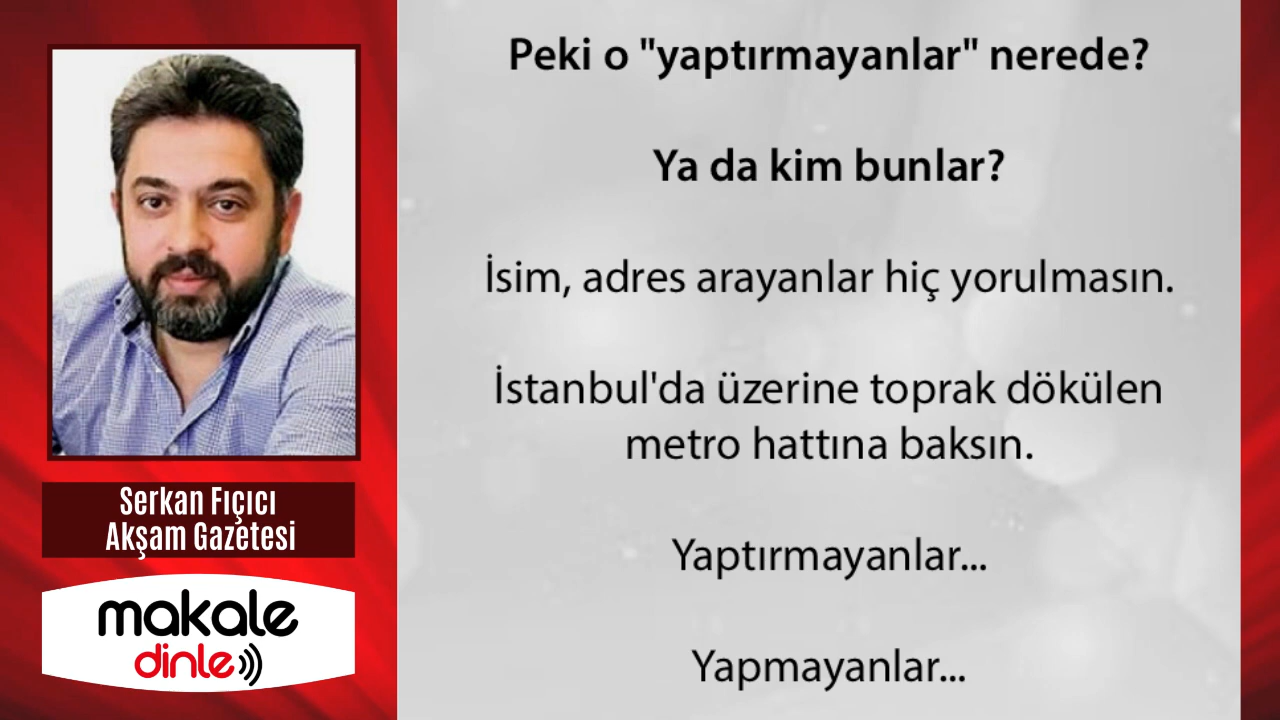 Peki o "yaptırmayanlar" nerede?
Ya da kim bunlar?
İsim, adres arayanlar hiç yorulmasın.
İstanbul'da üzerine toprak dökülen
metro hattına baksın.
Yaptırmayanlar...
Yapmayanlar...
Serkan Fıçıcı
Akşam Gazetesi
makale
dinle